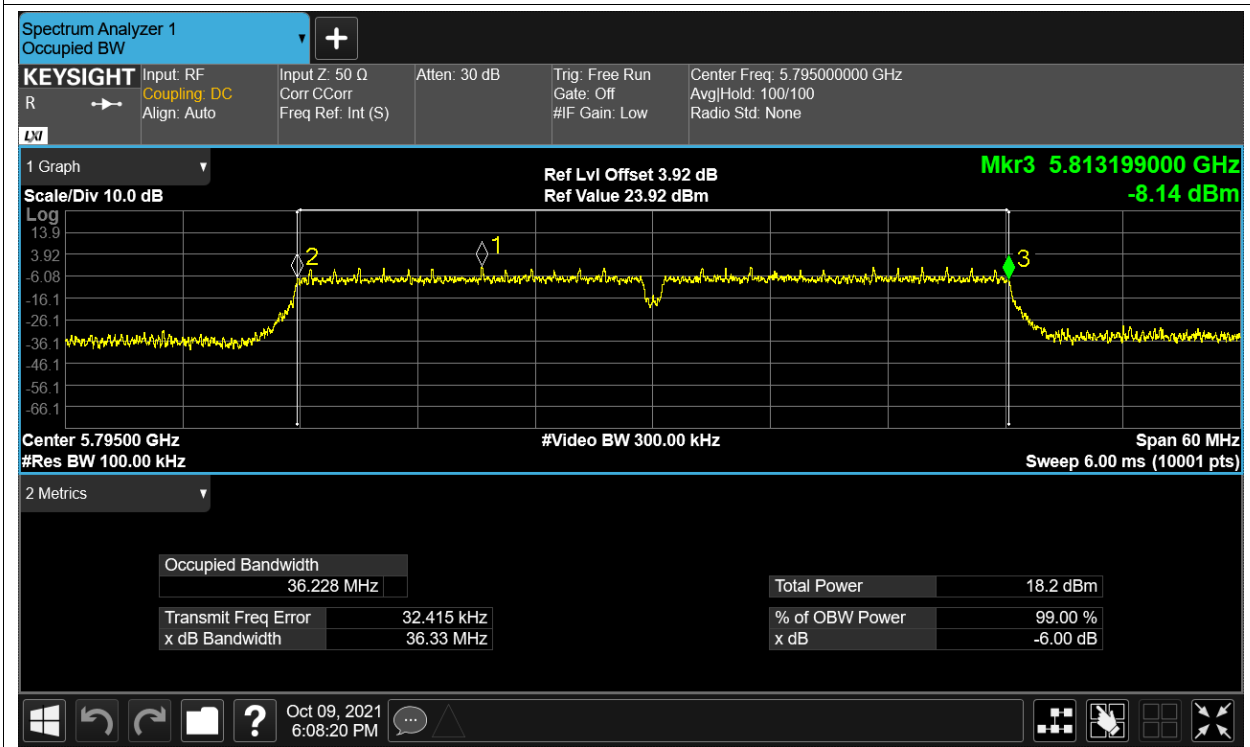 Spectrum Analyzer 1
Occupied BW
KEYSIGHT
R
LXI
Input: RF
Coupling: DC
Align: Auto
Input Z: 50 Ω
Corr CCorr
Freq Ref: Int (S)
Atten: 30 dB
Trig: Free Run
Gate: Off
#IF Gain: Low
Center Freq: 5.795000000 GHz
Avg|Hold: 100/100
Radio Std: None
1 Graph
Ref Lvl Offset 3.92 dB
Mkr3 5.813199000 GHz
Scale/Div 10.0 dB
Ref Value 23.92 dBm
-8.14 dBm
Log
13.9
3.92
-6.08
-16.1
-26.1
-36.1
-46.1
-56.1
-66.1
2
1
3
Center 5.79500 GHz
#Video BW 300.00 kHz
Span 60 MHz
#Res BW 100.00 kHz
Sweep 6.00 ms (10001 pts)
2 Metrics
Occupied Bandwidth
36.228 MHz
Total Power 18.2 dBm
Transmit Freq Error 32.415 kHz
% of OBW Power 99.00 %
x dB Bandwidth 36.33 MHz
x dB -6.00 dB
?
Oct 09, 2021
6:08:20 PM